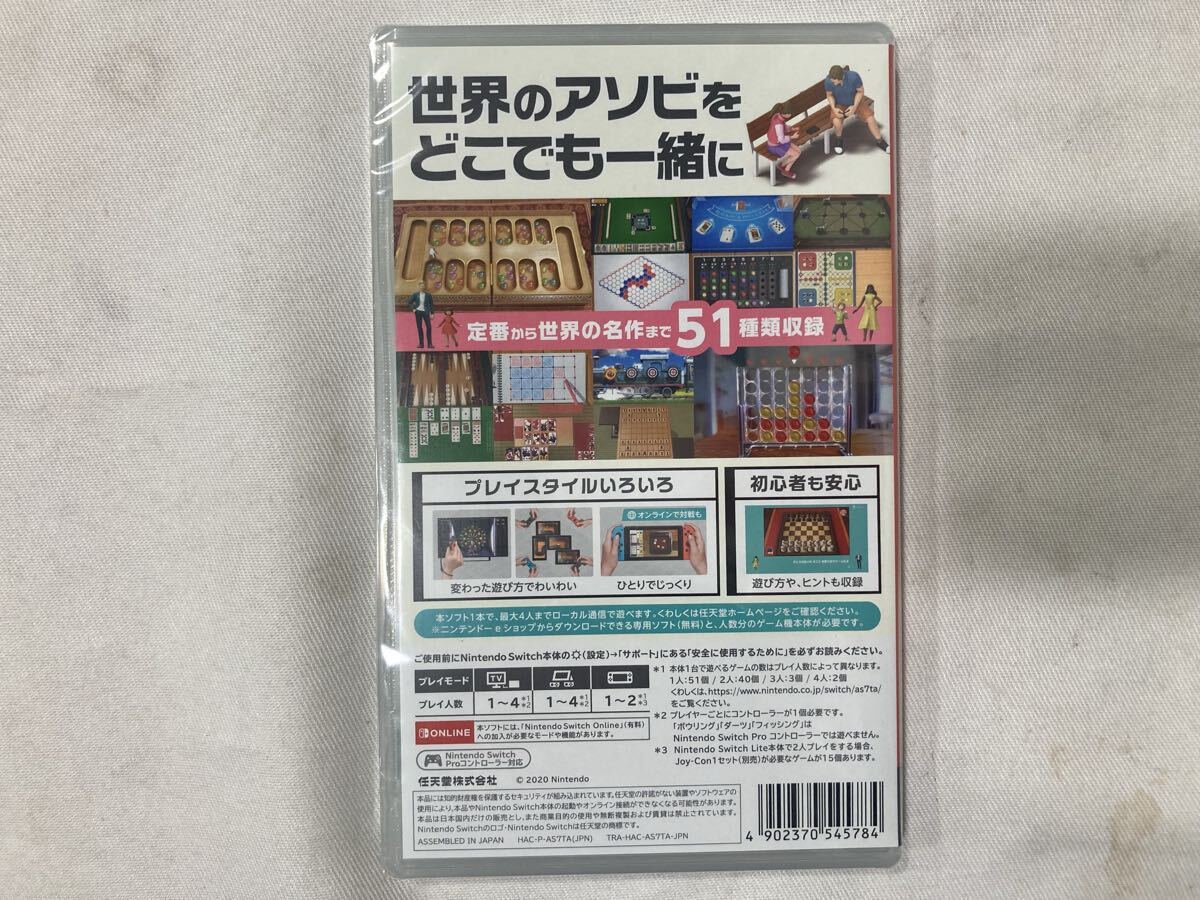 世界のアソビを
どこでも一緒に
定番から世界の名作まで51種類収録
プレイスタイルいろいろ
変わった遊び方でわいわい
オンラインで対戦も
ひとりでじっくり
初心者も安心
遊び方や、ヒントも収録
本ソフト1本で、最大4人までローカル通信で遊べます。くわしくは任天堂ホームページをご確認ください。
※ニンテンドーeショップからダウンロードできる専用ソフト(無料)と、人数分のゲーム機本体が必要です。
ご使用前にNintendo Switch本体の(設定)→「サポート」にある「安全に使用するために」を必ずお読みください。
プレイモード TV
プレイ人数 1~4 *1 *2 1~4 *1 *2 1~2 *1 *3
ONLINE 本ソフトには、「Nintendo Switch Online」(有料)
への加入が必要なモードや機能があります。
Nintendo Switch
Proコントローラー対応
*1 本体1台で遊べるゲームの数はプレイ人数によって異なります。
1人:51個 / 2人:40個 / 3人:3個 / 4人:2個
くわしくは、https://www.nintendo.co.jp/switch/as7ta/
をご覧ください。
*2 プレイヤーごとにコントローラーが1個必要です。
「ボウリング」「ダーツ」「フィッシング」は
Nintendo Switch Pro コントローラーでは遊べません。
*3 Nintendo Switch Lite本体で2人プレイをする場合、
Joy-Con1セット(別売)が必要なゲームが15個あります。
任天堂株式会社 © 2020 Nintendo
本品には知的財産権を保護するセキュリティが組み込まれています。任天堂の許諾がない装置やソフトウェアの
使用により、本品やNintendo Switch本体の起動やオンライン接続ができなくなる可能性があります。
本品は日本国内だけの販売とし、また商業目的の使用や無断複製および賃貸は禁止されています。
Nintendo Switchのロゴ・Nintendo Switchは任天堂の商標です。
ASSEMBLED IN JAPAN HAC-P-AS7TA(JPN) TRA-HAC-AS7TA-JPN
4 902370 545784